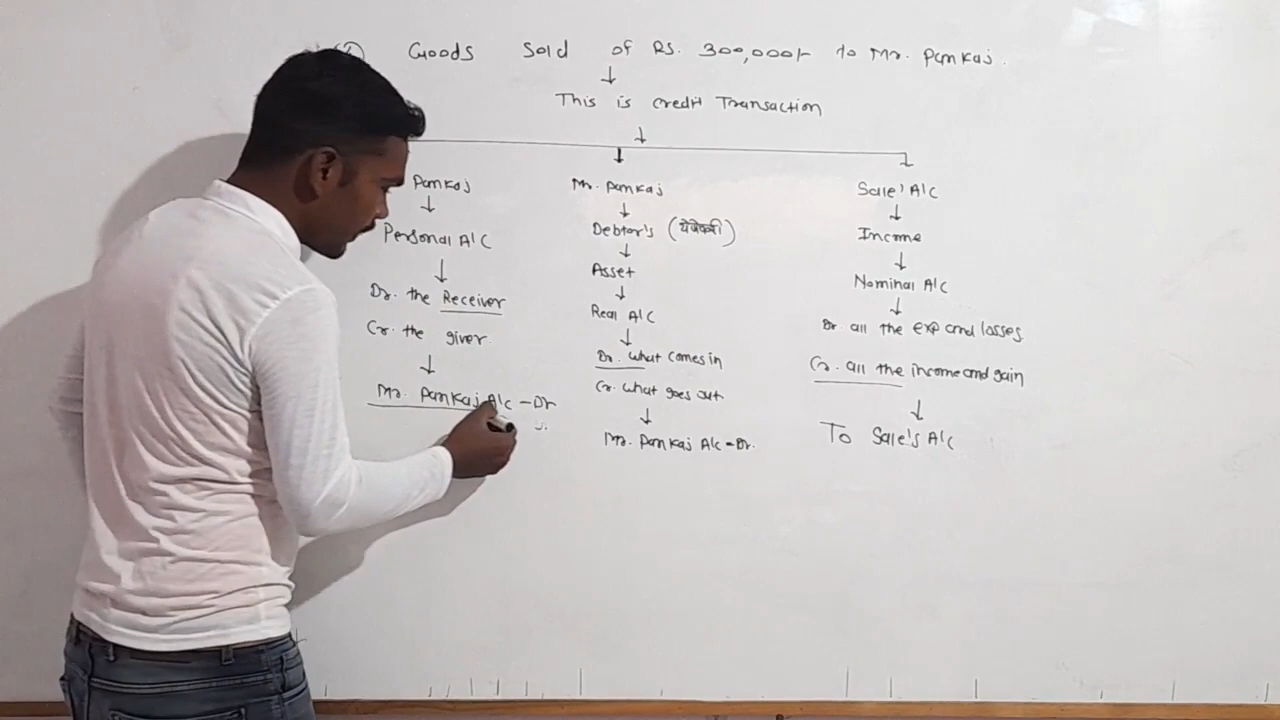 Goods Sold of Rs. 300,000/- to Mr. Pankaj.
This is credit Transaction
Pankaj
Personal A/C
Dr. the Receiver
Cr. the giver.
Mr. Pankaj A/c - Dr
Mr. Pankaj
Debtor's (येणेकरी)
Asset
Real A/C
Dr. what comes in
Cr. what goes out
Mr. Pankaj A/c - Dr.
Sale's A/C
Income
Nominal A/C
Dr all the exp and losses
Cr. all the income and gain
To Sale's A/C